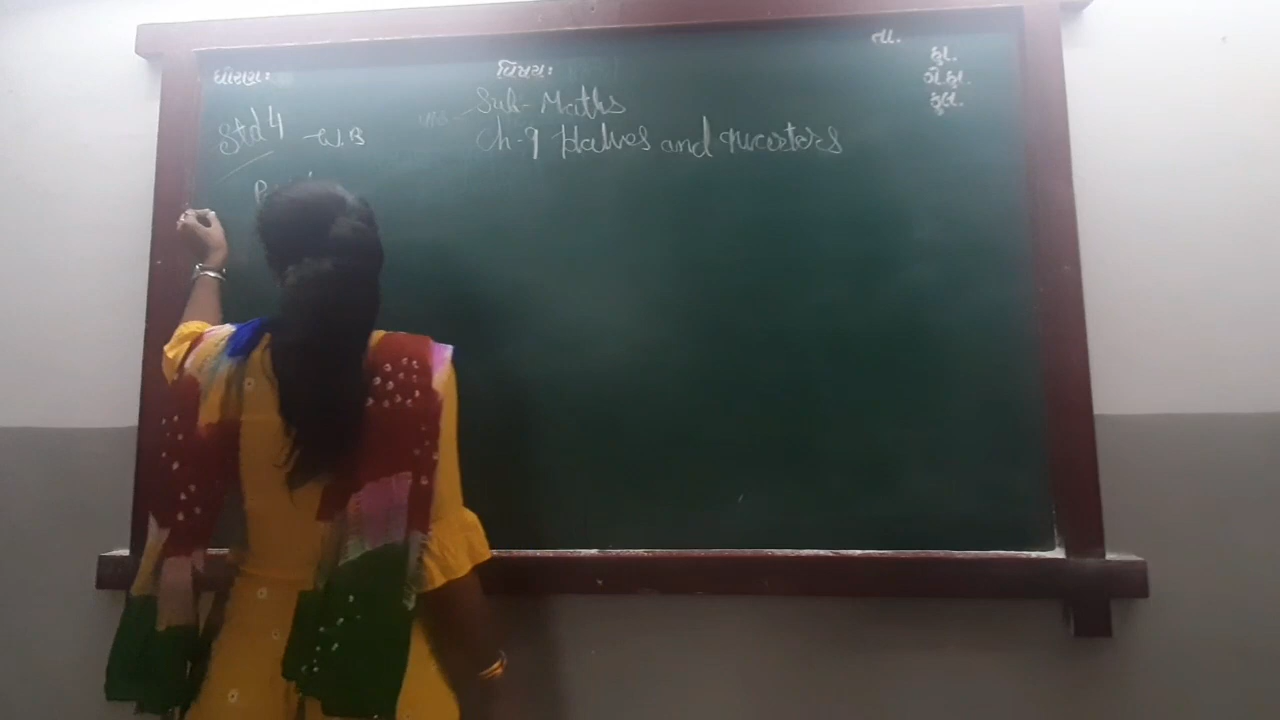 ધોરણઃ વિષયઃ તા.
હા.
ગે.હા.
કુલ.
Sub- Maths
Std 4 W.B Ch-9 Halves and quarters